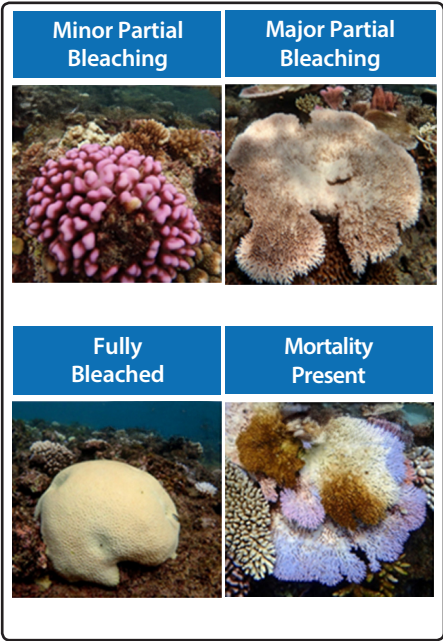 Minor Partial
Bleaching
Major Partial
Bleaching
Fully
Bleached
Mortality
Present